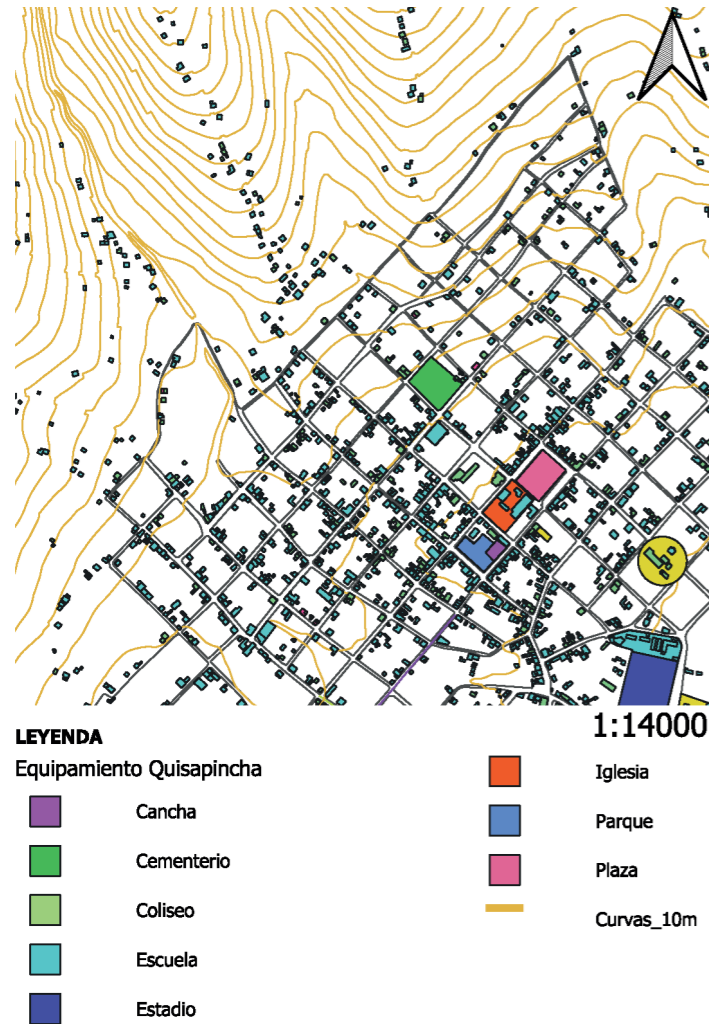 1:14000
LEYENDA
Equipamiento Quisapincha
Cancha
Cementerio
Coliseo
Escuela
Estadio
Iglesia
Parque
Plaza
Curvas_10m